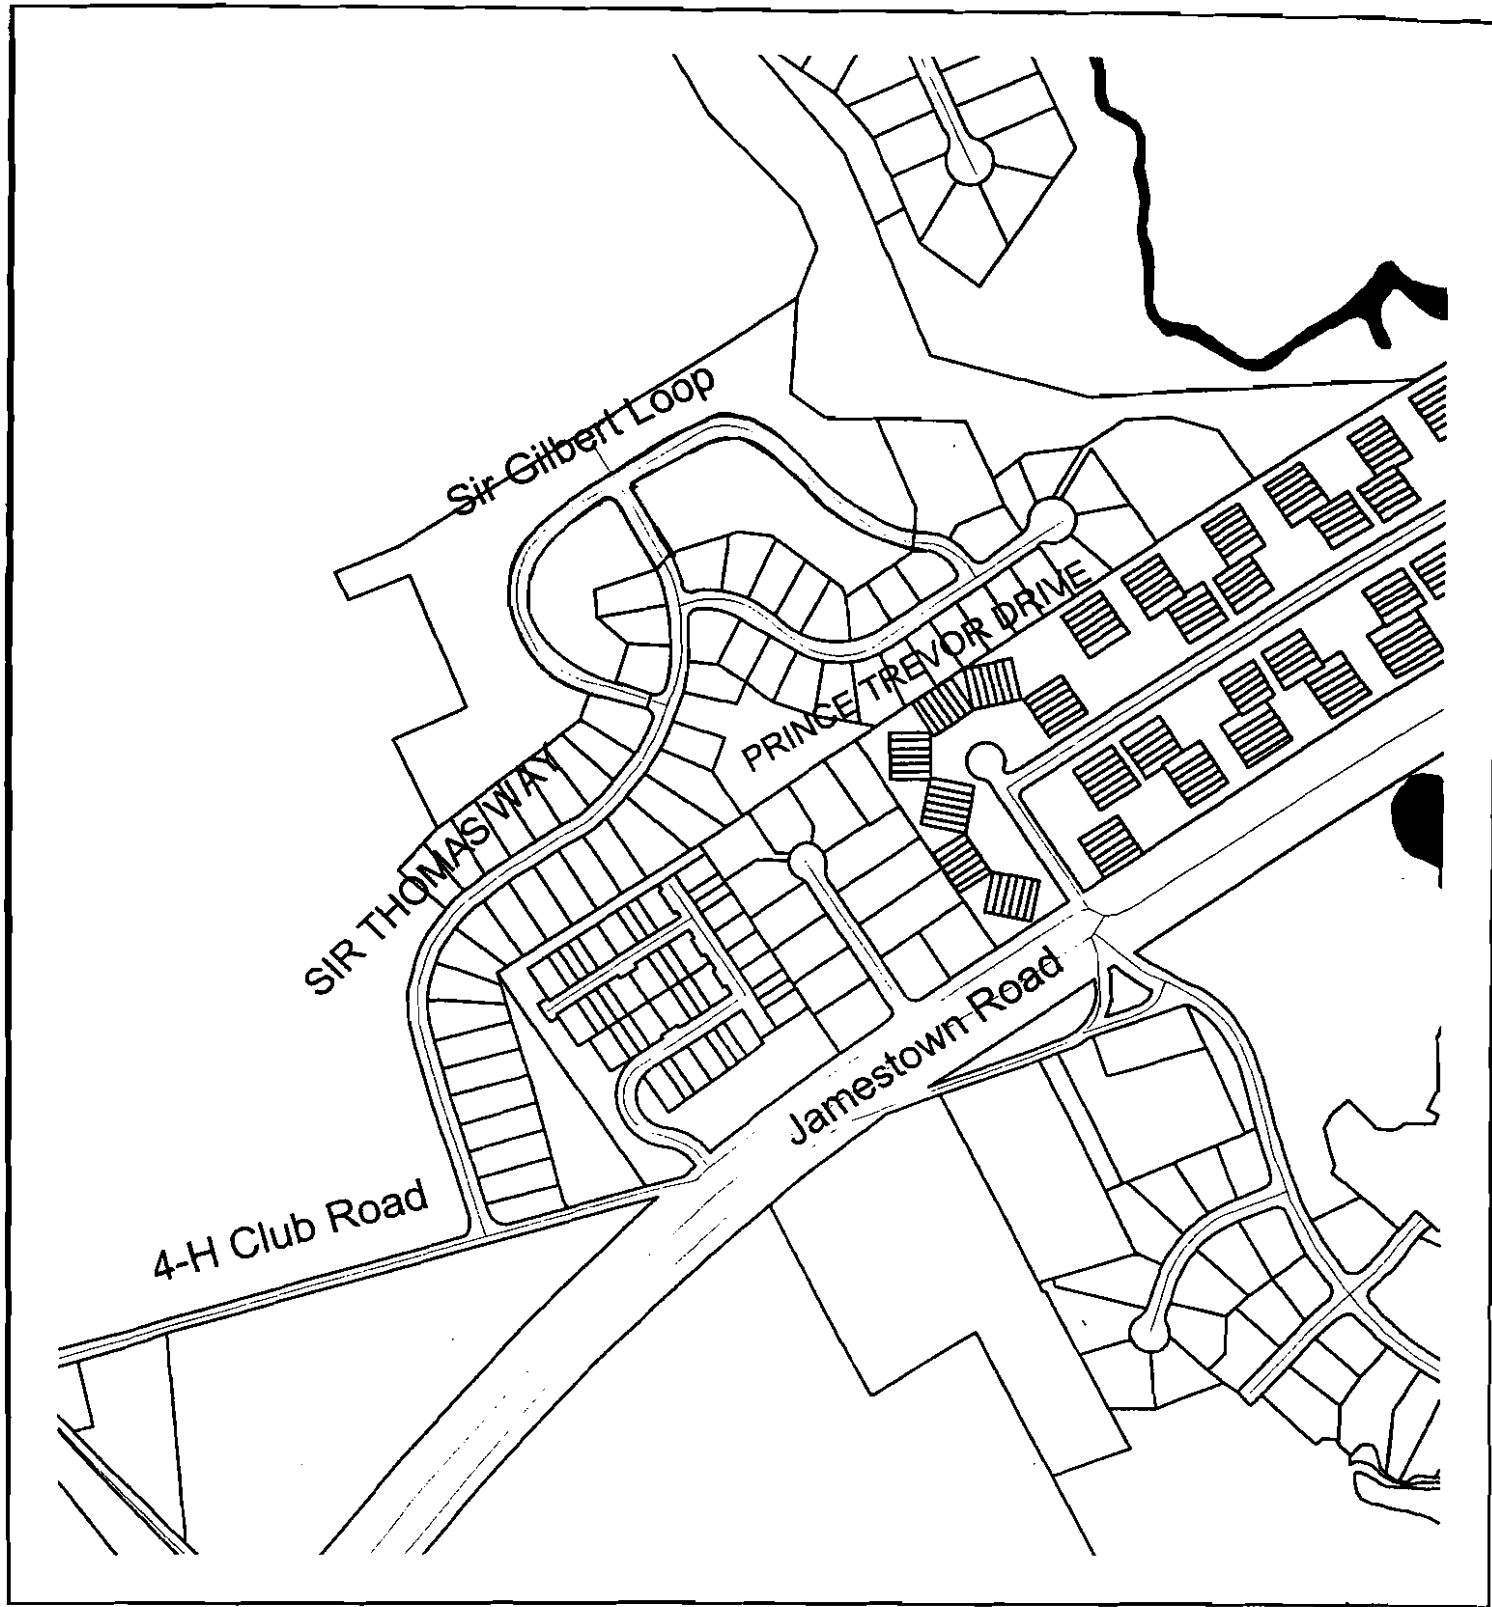 Sir Gilbert Loop
PRINCE TREVOR DRIVE
SIR THOMAS WAY
Jamestown Road
4-H Club Road